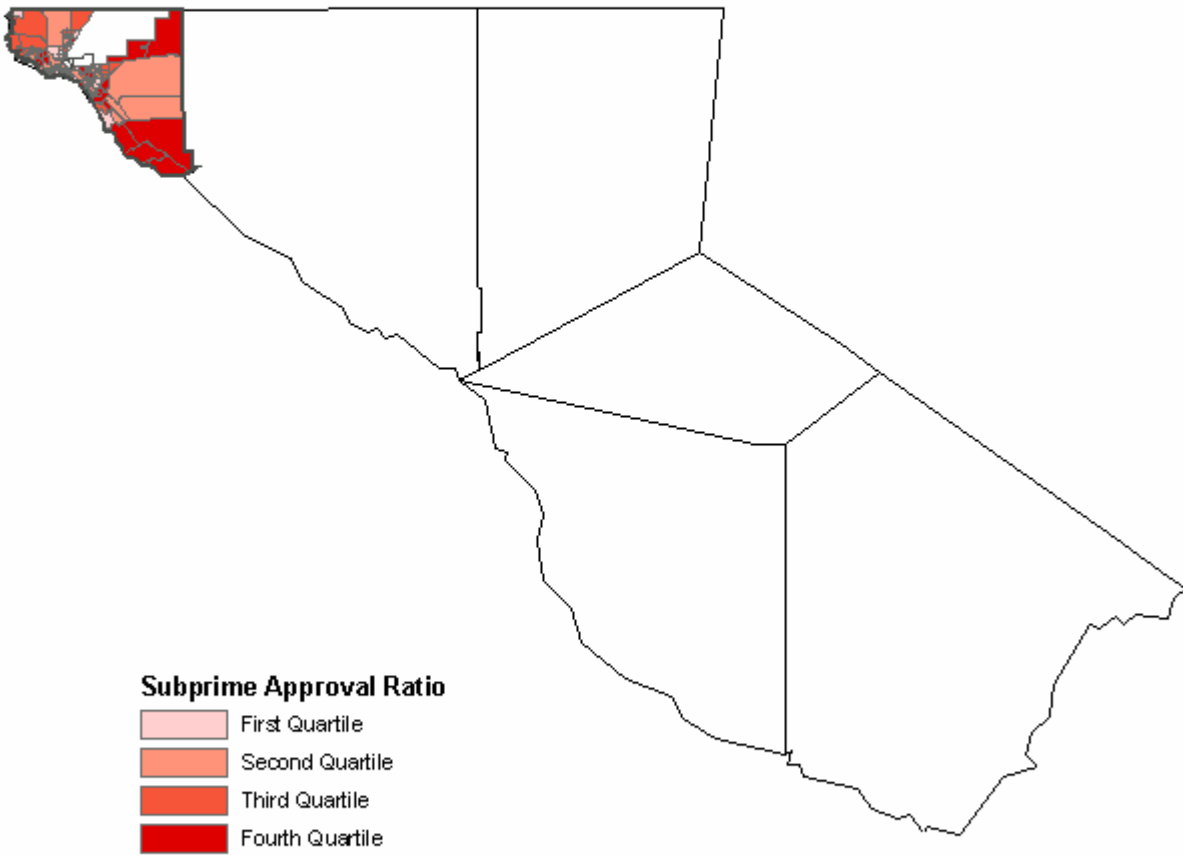 Subprime Approval Ratio
First Quartile
Second Quartile
Third Quartile
Fourth Quartile